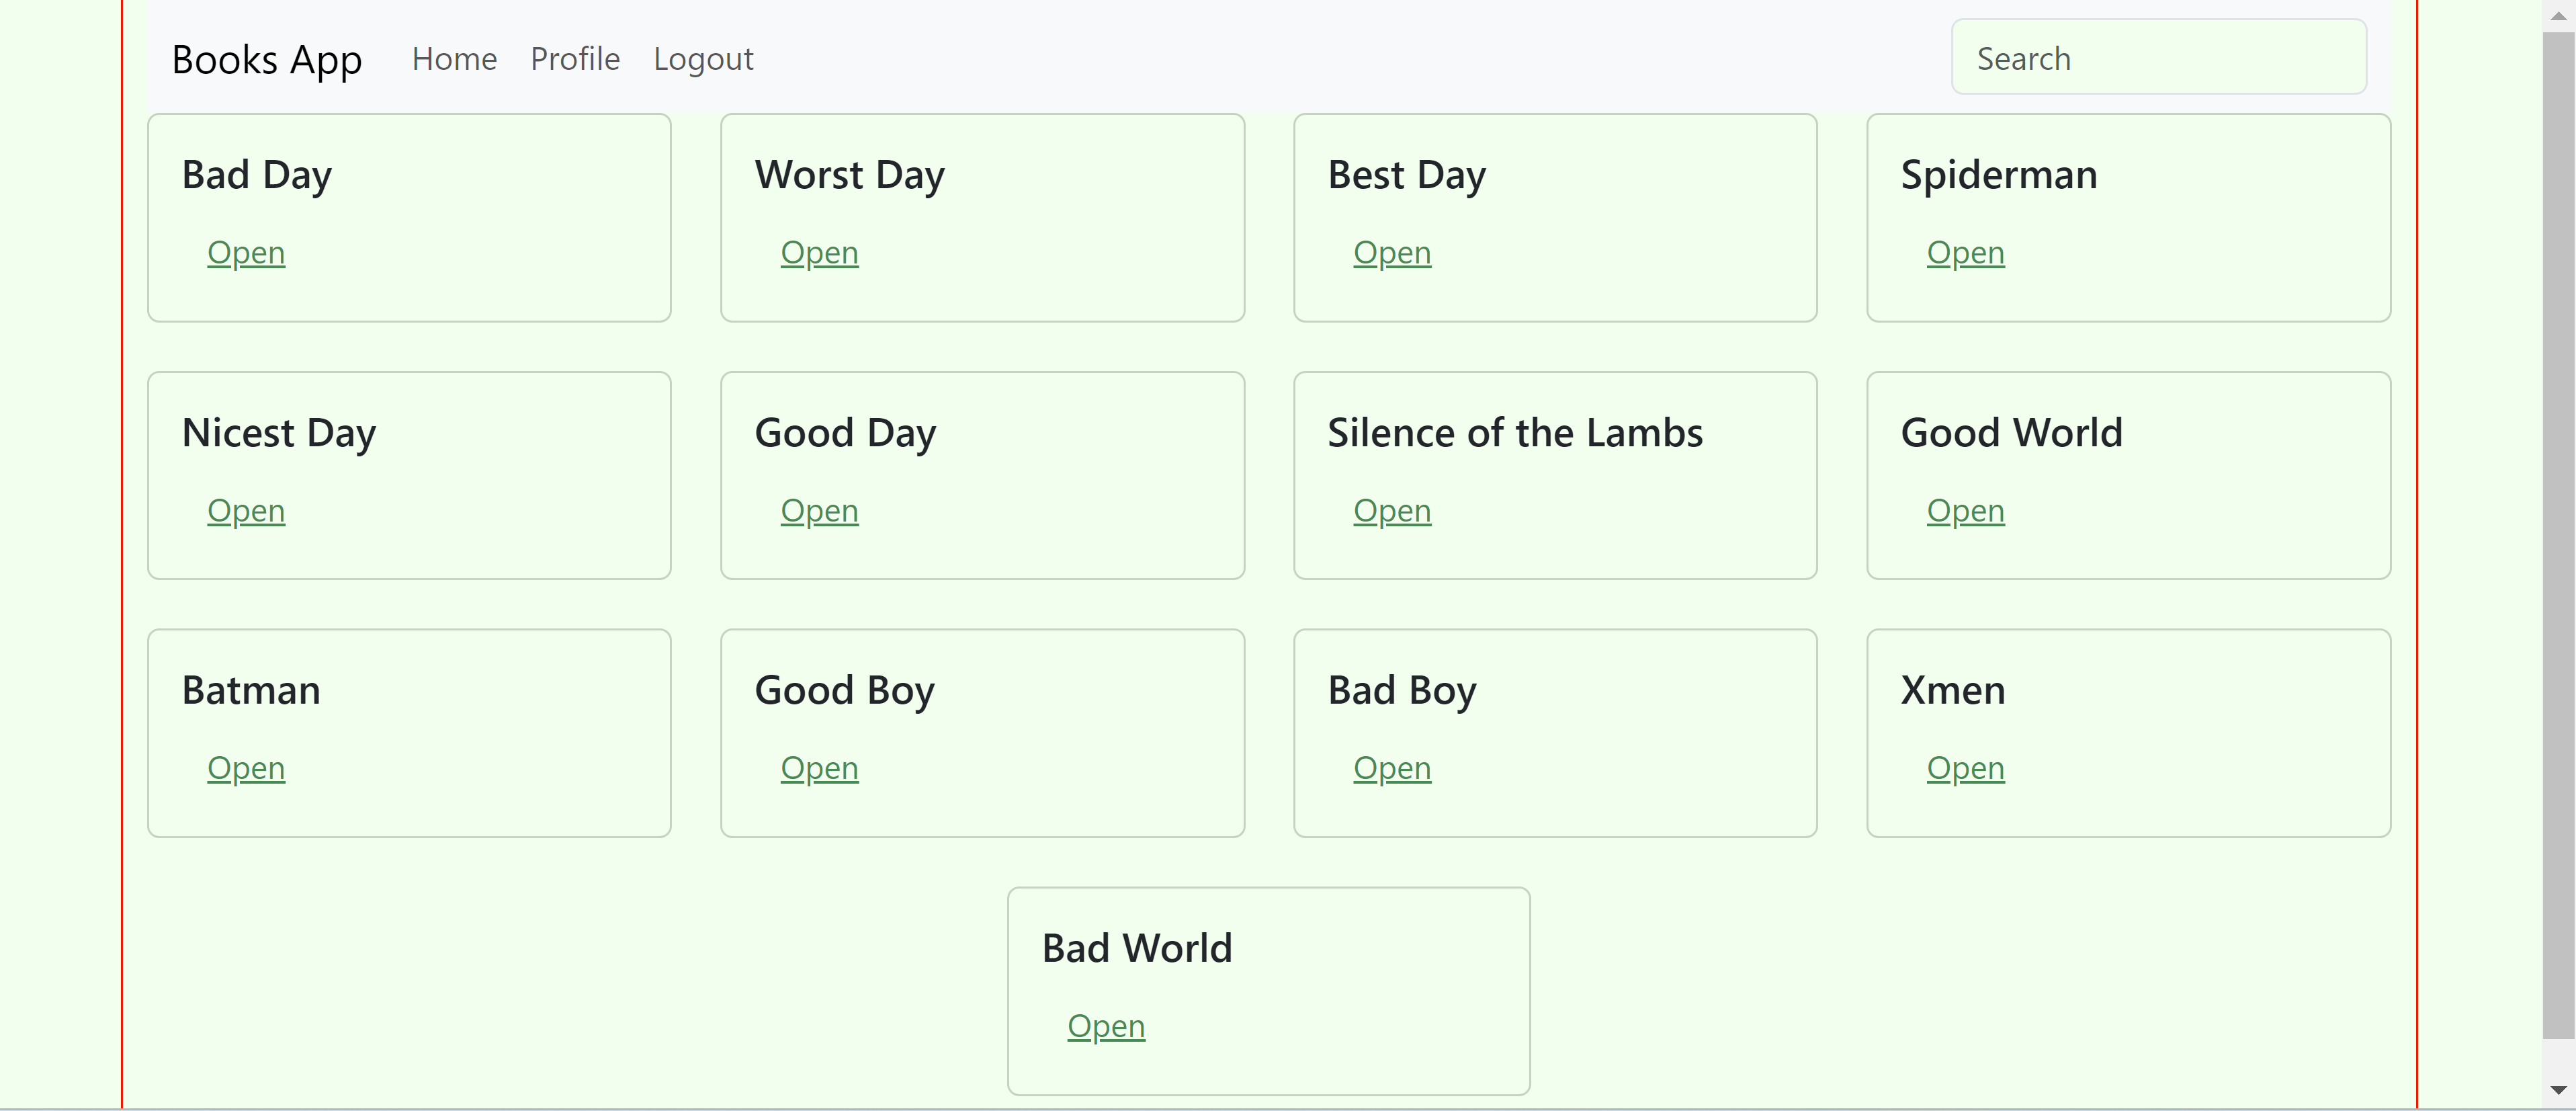 Books App Home Profile Logout Search
Bad Day Worst Day Best Day Spiderman
Open Open Open Open
Nicest Day Good Day Silence of the Lambs Good World
Open Open Open Open
Batman Good Boy Bad Boy Xmen
Open Open Open Open
Bad World
Open